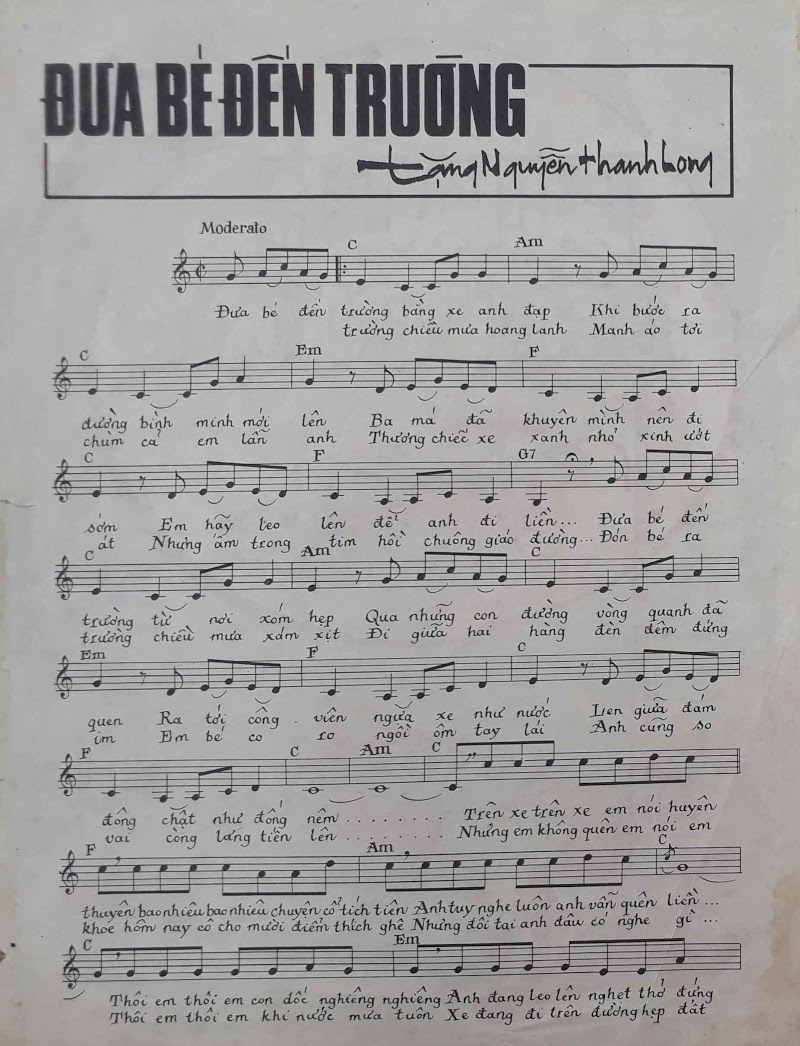 ĐƯA BÉ ĐẾN TRƯỜNG
tặng Nguyễn thanh Long
Moderato
C Am
Đưa bé đến trường bằng xe anh đạp Khi bước ra
trường chiều mưa hoang lanh Manh áo tơi
C Em F
đường bình minh mới lên Ba má đã khuyên mình nên đi
chùm cả em lẫn anh Thương chiếc xe xanh nhỏ xinh ướt
C F G7
sớm Em hãy leo lên để anh đi liền... Đưa bé đến
át Nhưng ấm trong tim hồi chuông giáo đường... Đón bé ra
C Am C
trường từ nơi xóm hẹp Qua những con đường vòng quanh đã
trường chiều mưa xám xịt Đi giữa hai hàng đèn đêm đứng
Em F C
quen Ra tới công. viên ngựa xe như nước Len giữa đám
im Em bé co ro ngồi ôm tay lái Anh cũng so
F C Am C
đông chật như đống nêm . . . . . . . . Trên xe trên xe em nói huyên
vai còng lưng tiến lên . . . . . . . . Nhưng em không quên em nói em
F Am
thuyên bao nhiêu bao nhiêu chuyện cổ tích tiên Anh tuy nghe luôn anh vẫn quên liền ...
khoe hôm nay cô cho mười điểm thích ghê Nhưng đôi tai anh đâu có nghe gì ...
C Em
Thôi em thôi em con dốc nghiêng nghiêng Anh đang leo lên nghẹt thở đứng
Thôi em thôi em khi nước mưa tuôn Xe đang đi trên đường hẹp đất